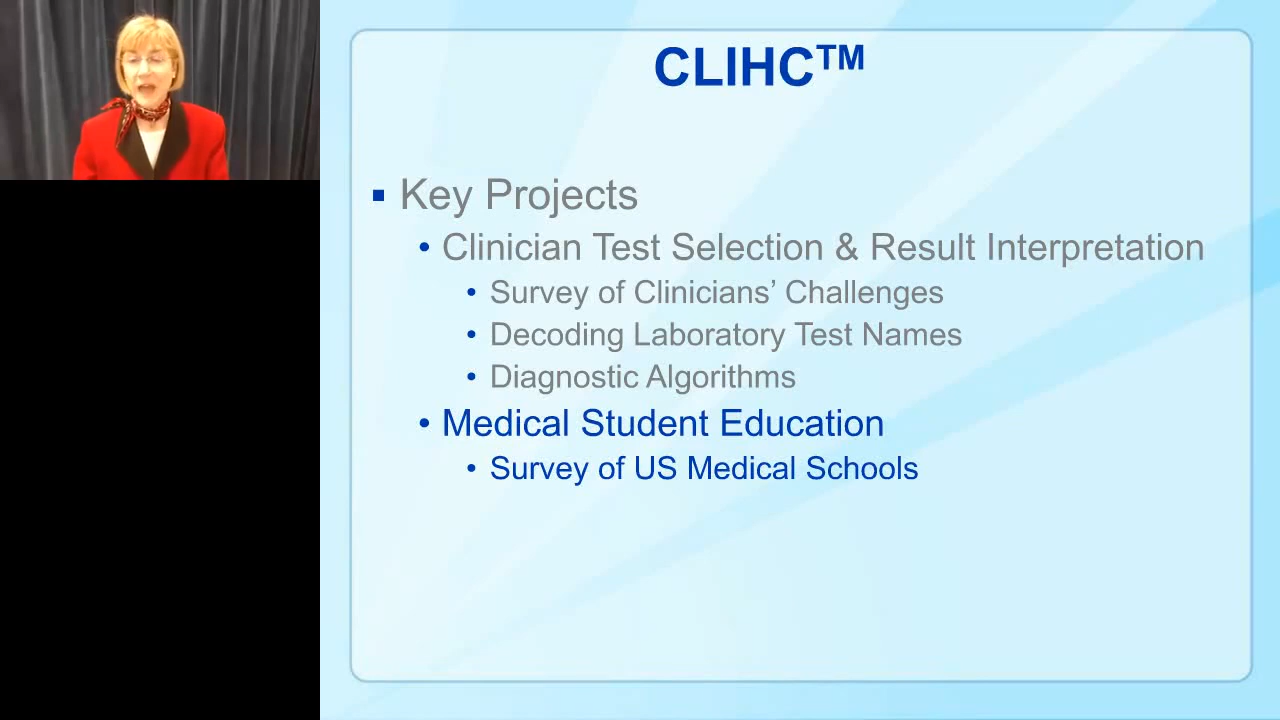 CLIHC™
Key Projects
Clinician Test Selection & Result Interpretation
Survey of Clinicians’ Challenges
Decoding Laboratory Test Names
Diagnostic Algorithms
Medical Student Education
Survey of US Medical Schools